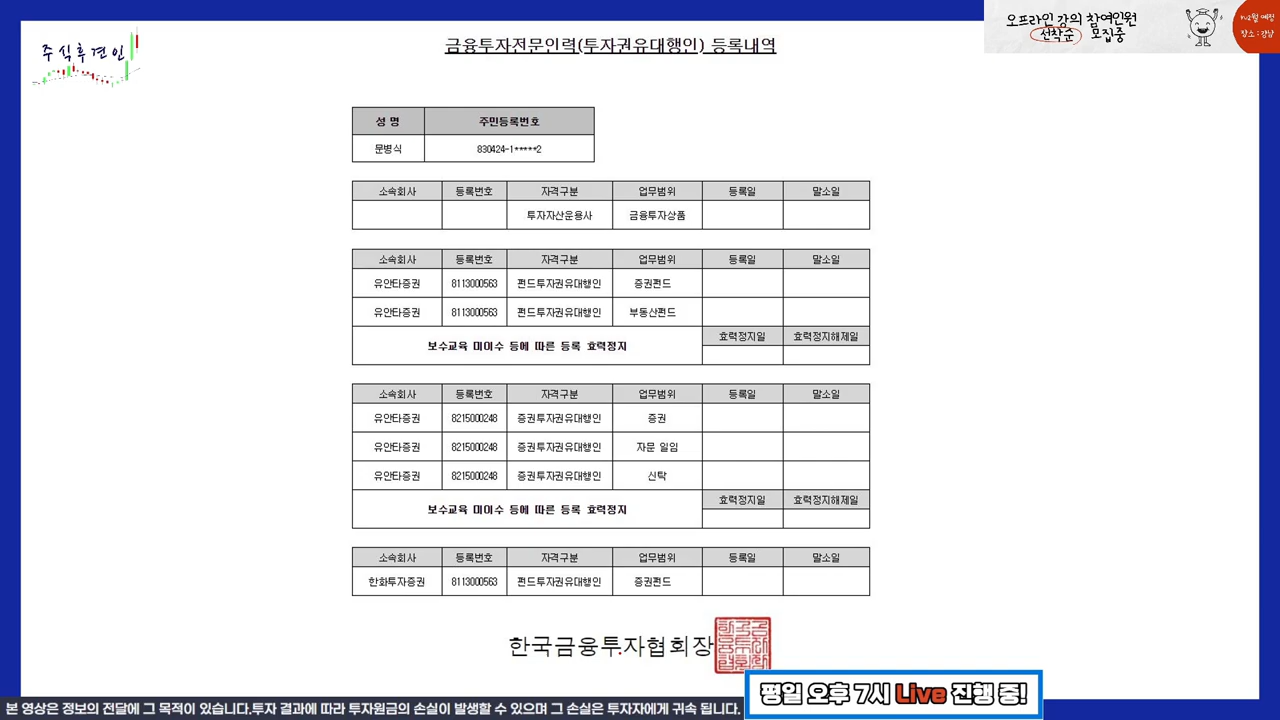 주식후견인
금융투자전문인력(투자권유대행인) 등록내역
오프라인 강의 참여인원
선착순 모집중
장소 : 강남
성 명 주민등록번호
문병식 830424-1*****2
소속회사 등록번호 자격구분 업무범위 등록일 말소일
투자자산운용사 금융투자상품
소속회사 등록번호 자격구분 업무범위 등록일 말소일
유안타증권 8113000563 펀드투자권유대행인 증권펀드
유안타증권 8113000563 펀드투자권유대행인 부동산펀드
보수교육 미이수 등에 따른 등록 효력정지 효력정지일 효력정지해제일
소속회사 등록번호 자격구분 업무범위 등록일 말소일
유안타증권 8215000248 증권투자권유대행인 증권
유안타증권 8215000248 증권투자권유대행인 자문 일임
유안타증권 8215000248 증권투자권유대행인 신탁
보수교육 미이수 등에 따른 등록 효력정지 효력정지일 효력정지해제일
소속회사 등록번호 자격구분 업무범위 등록일 말소일
한화투자증권 8113000563 펀드투자권유대행인 증권펀드
한국금융투자협회장
평일 오후 7시 Live 진행 중!
본 영상은 정보의 전달에 그 목적이 있습니다.투자 결과에 따라 투자원금의 손실이 발생할 수 있으며 그 손실은 투자자에게 귀속 됩니다.